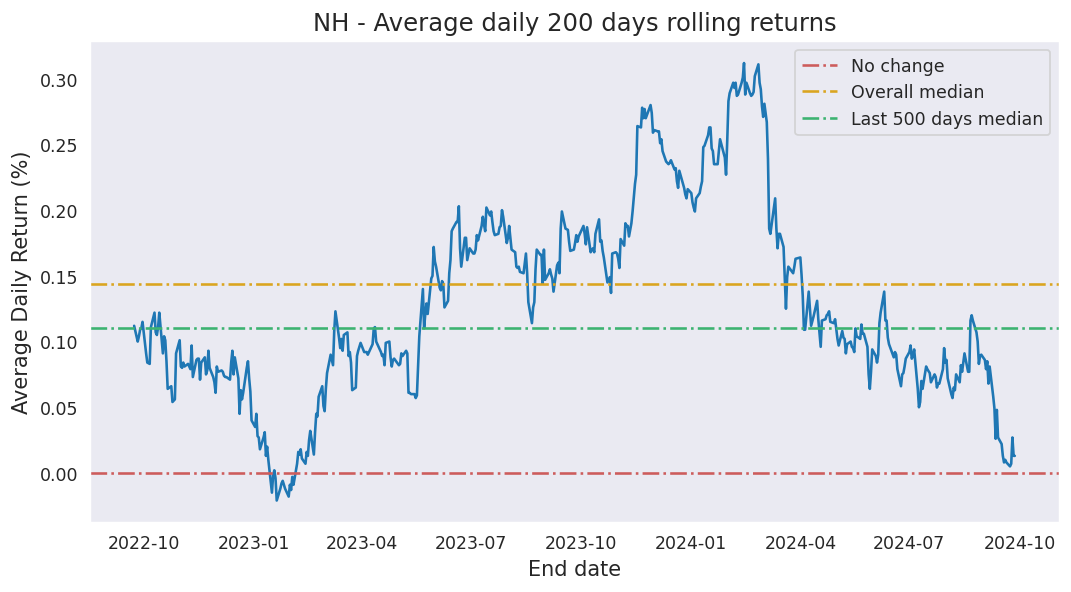 NH - Average daily 200 days rolling returns
No change
Overall median
Last 500 days median
Average Daily Return (%)
0.30
0.25
0.20
0.15
0.10
0.05
0.00
2022-10 2023-01 2023-04 2023-07 2023-10 2024-01 2024-04 2024-07 2024-10
End date